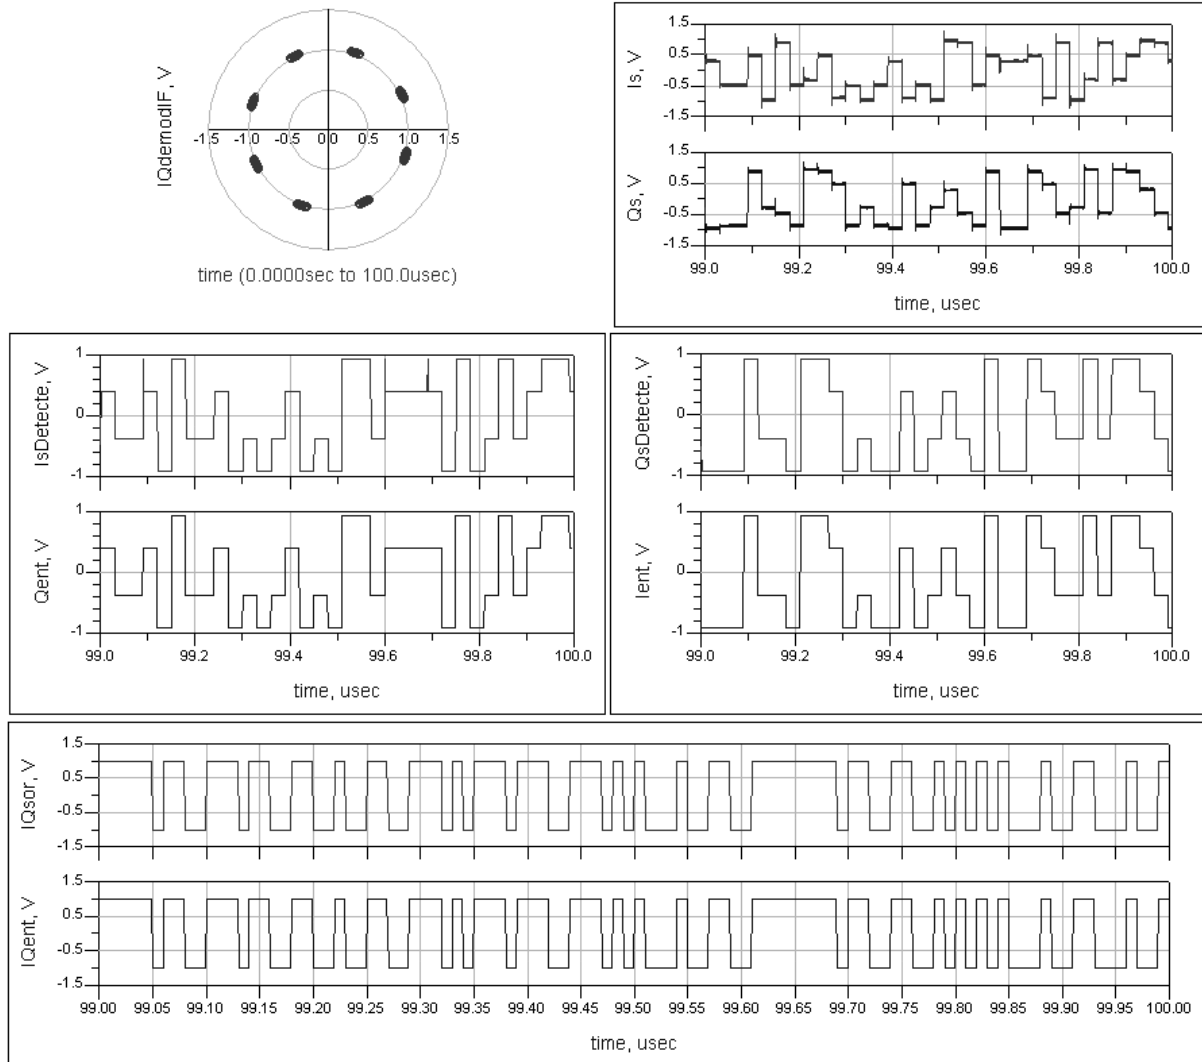 IQdemodIF, V
-1.5 -1.0 -0.5 0.0 0.5 1.0 1.5
time (0.0000sec to 100.0usec)
Is, V
1.5
0.5
-0.5
-1.5
Qs, V
1.5
0.5
-0.5
-1.5
99.0 99.2 99.4 99.6 99.8 100.0
time, usec
IsDetecte, V
1
0
-1
Qent, V
1
0
-1
99.0 99.2 99.4 99.6 99.8 100.0
time, usec
QsDetecte, V
1
0
-1
Ient, V
1
0
-1
99.0 99.2 99.4 99.6 99.8 100.0
time, usec
IQsor, V
1.5
0.5
-0.5
-1.5
IQent, V
1.5
0.5
-0.5
-1.5
99.00 99.05 99.10 99.15 99.20 99.25 99.30 99.35 99.40 99.45 99.50 99.55 99.60 99.65 99.70 99.75 99.80 99.85 99.90 99.95 100.00
time, usec